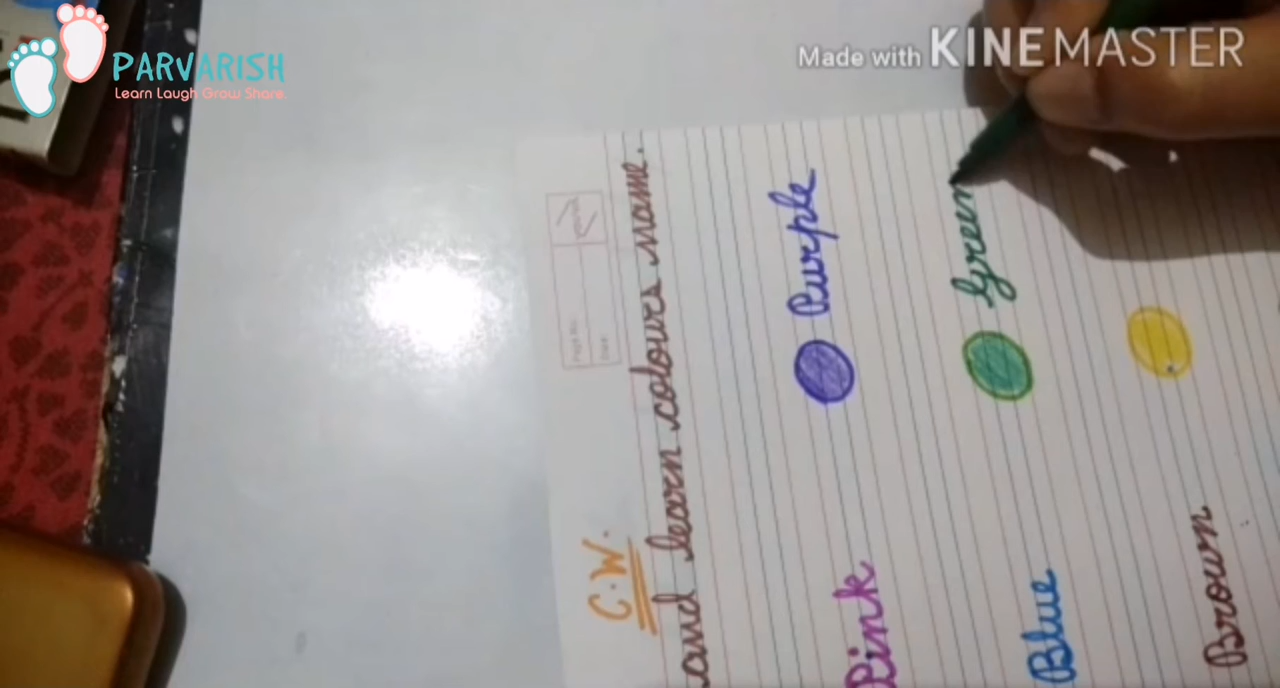 PARVARISH
Learn Laugh Grow Share.
Made with KINEMASTER
C.W.
and learn colours name.
Pink Purple
Blue Green
Brown